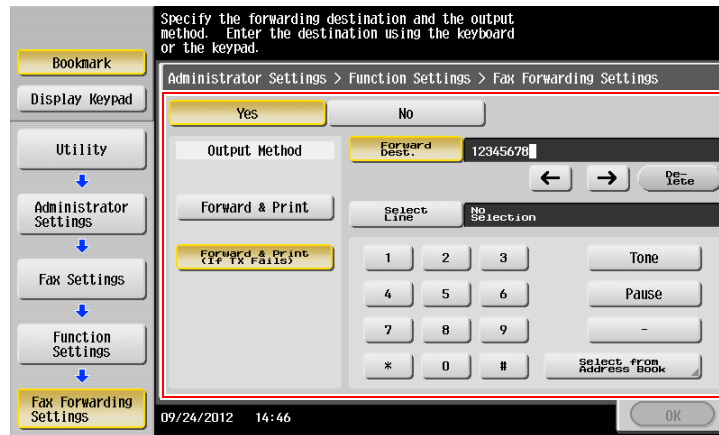 Specify the forwarding destination and the output
method.  Enter the destination using the keyboard
or the keypad.
Bookmark
Display Keypad
Utility
Administrator
Settings
Fax Settings
Function
Settings
Fax Forwarding
Settings
Administrator Settings > Function Settings > Fax Forwarding Settings
Yes
No
Output Method
Forward & Print
Forward & Print
(If TX Fails)
Forward
Dest.
12345678
← → De-
lete
Select
Line
No
Selection
1 2 3 Tone
4 5 6 Pause
7 8 9 -
* 0 # Select from
Address Book
09/24/2012 14:46
OK